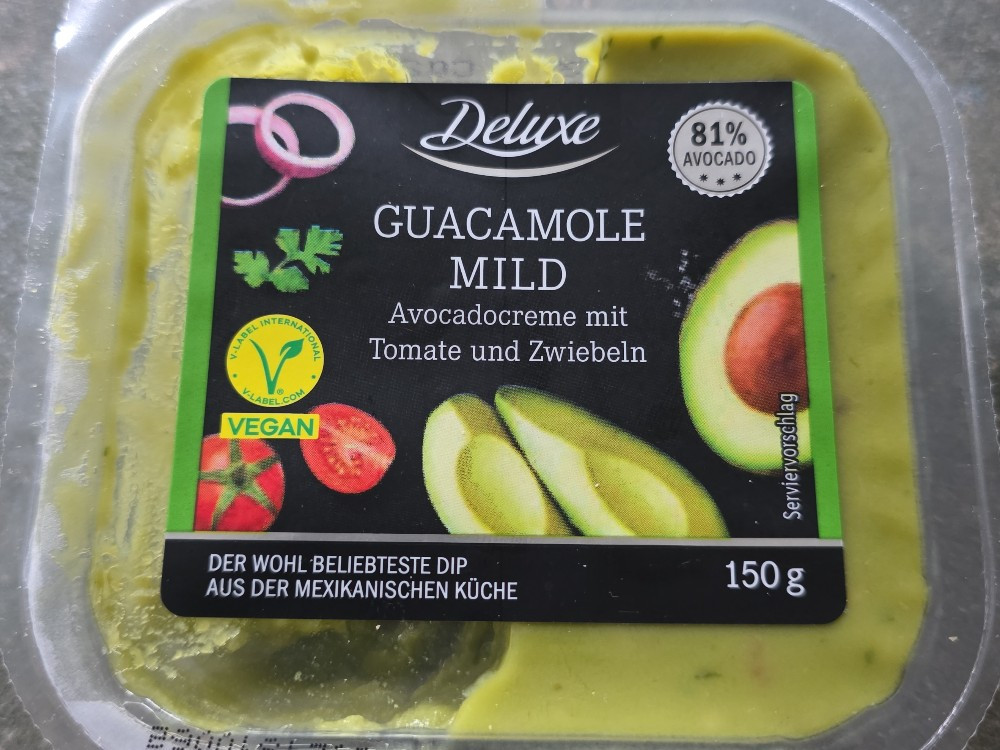 Deluxe
81%
AVOCADO
GUACAMOLE
MILD
Avocadocreme mit
Tomate und Zwiebeln
V-LABEL INTERNATIONAL
V-LABEL.COM
VEGAN
Serviervorschlag
DER WOHL BELIEBTESTE DIP
AUS DER MEXIKANISCHEN KÜCHE
150 g